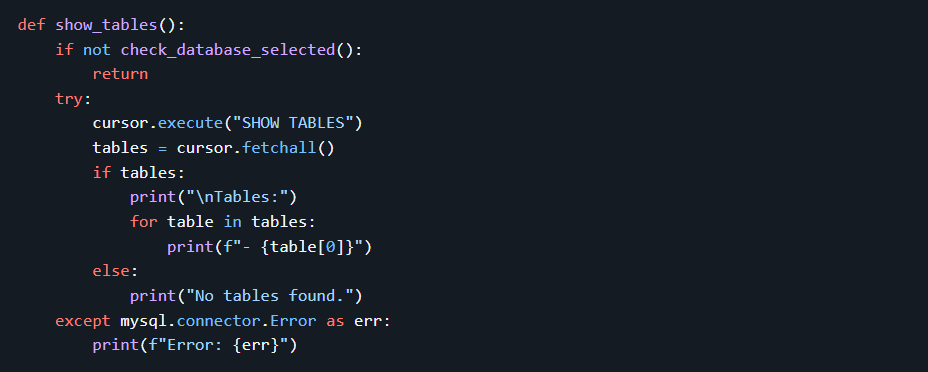 def show_tables():
    if not check_database_selected():
        return
    try:
        cursor.execute("SHOW TABLES")
        tables = cursor.fetchall()
        if tables:
            print("\nTables:")
            for table in tables:
                print(f"- {table[0]}")
        else:
            print("No tables found.")
    except mysql.connector.Error as err:
        print(f"Error: {err}")